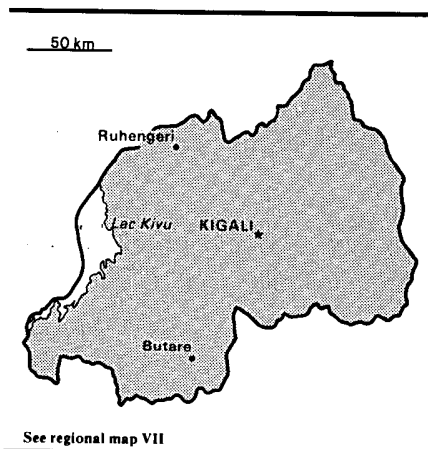 50 km
Ruhengeri
Lac Kivu
KIGALI
Butare
See regional map VII